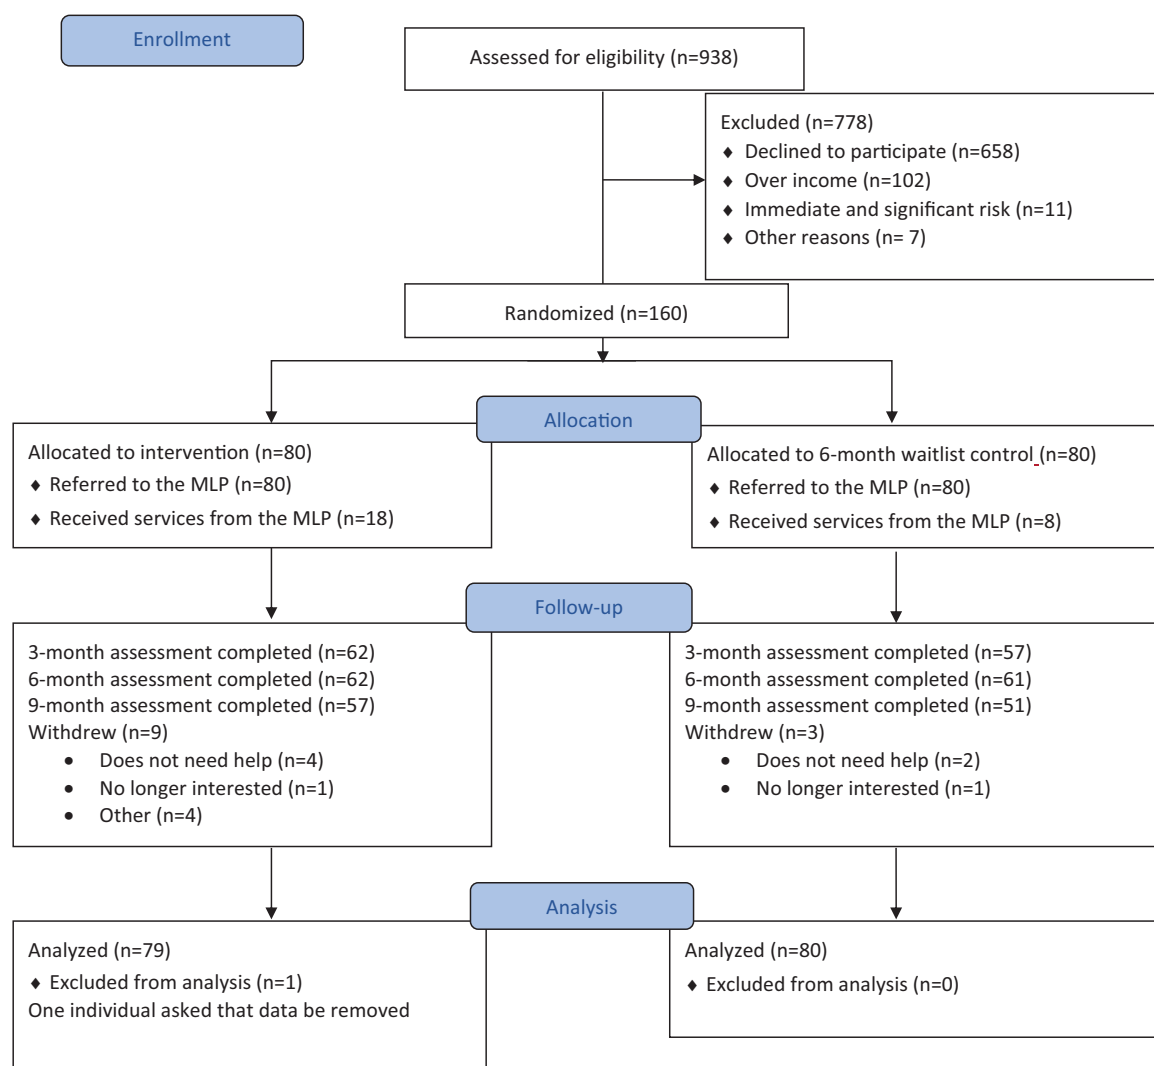 Enrollment
Assessed for eligibility (n=938)
Excluded (n=778)
♦ Declined to participate (n=658)
♦ Over income (n=102)
♦ Immediate and significant risk (n=11)
♦ Other reasons (n= 7)
Randomized (n=160)
Allocation
Allocated to intervention (n=80)
♦ Referred to the MLP (n=80)
♦ Received services from the MLP (n=18)
Allocated to 6-month waitlist control (n=80)
♦ Referred to the MLP (n=80)
♦ Received services from the MLP (n=8)
Follow-up
3-month assessment completed (n=62)
6-month assessment completed (n=62)
9-month assessment completed (n=57)
Withdrew (n=9)
• Does not need help (n=4)
• No longer interested (n=1)
• Other (n=4)
3-month assessment completed (n=57)
6-month assessment completed (n=61)
9-month assessment completed (n=51)
Withdrew (n=3)
• Does not need help (n=2)
• No longer interested (n=1)
Analysis
Analyzed (n=79)
♦ Excluded from analysis (n=1)
One individual asked that data be removed
Analyzed (n=80)
♦ Excluded from analysis (n=0)